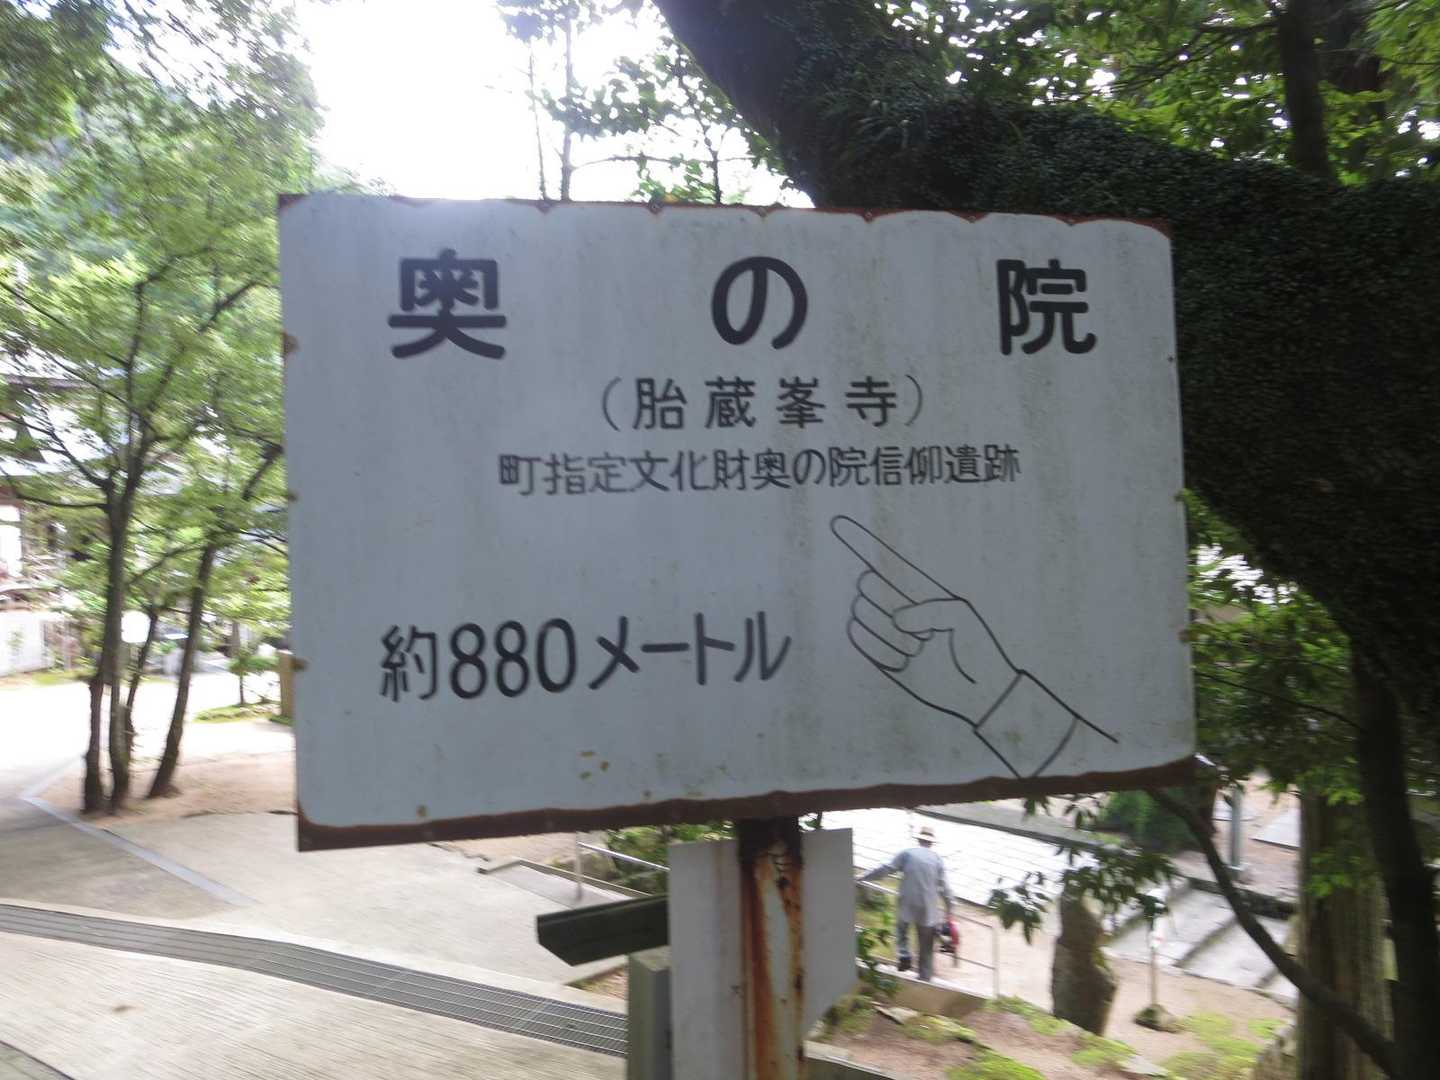 奥の院
(胎蔵峯寺)
町指定文化財奥の院信仰遺跡
約880メートル